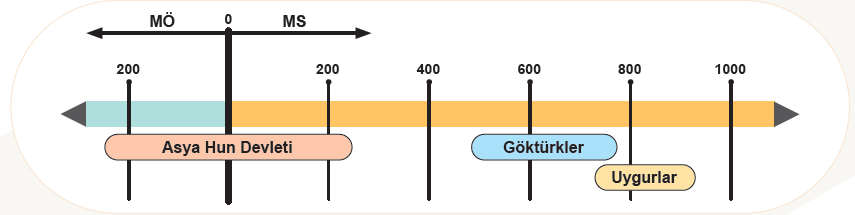 MÖ 0 MS
200 200 400 600 800 1000
Asya Hun Devleti Göktürkler
Uygurlar